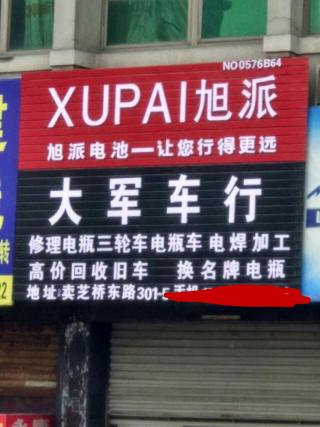 NO0576B64
XUPAI旭派
旭派电池—让您行得更远
大军车行
修理电瓶三轮车电瓶车 电焊加工
高价回收旧车 换名牌电瓶
地址:卖芝桥东路301-5 手机
转